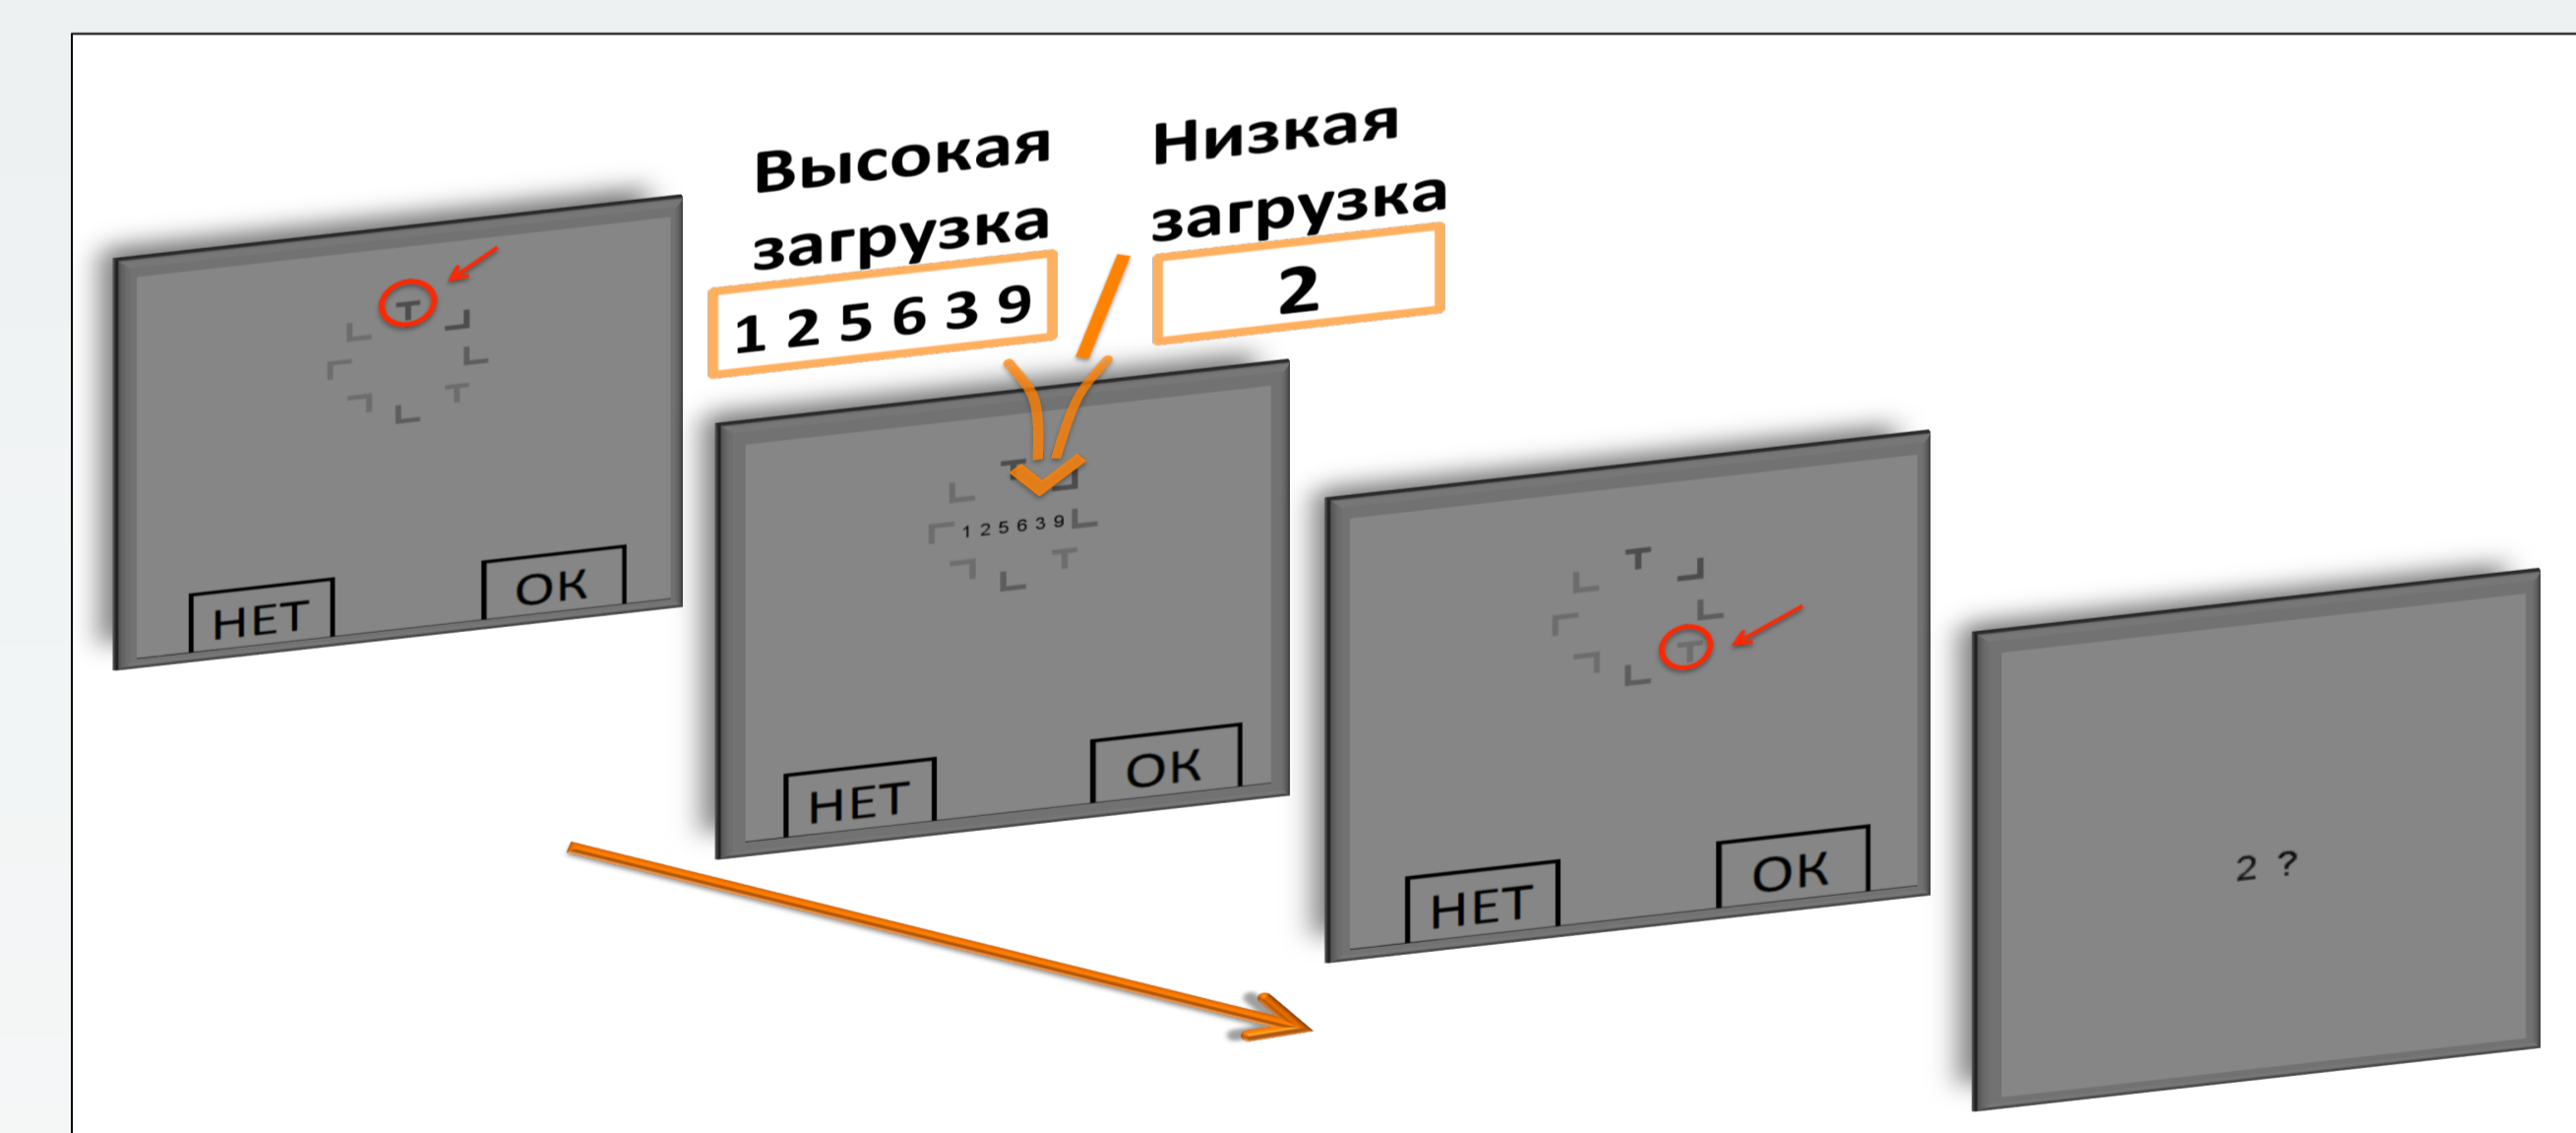 Высокая
загрузка
1 2 5 6 3 9
Низкая
загрузка
2
Т
Т
НЕТ
ОК
Т
1 2 5 6 3 9
Т
НЕТ
ОК
Т
Т
НЕТ
ОК
2 ?